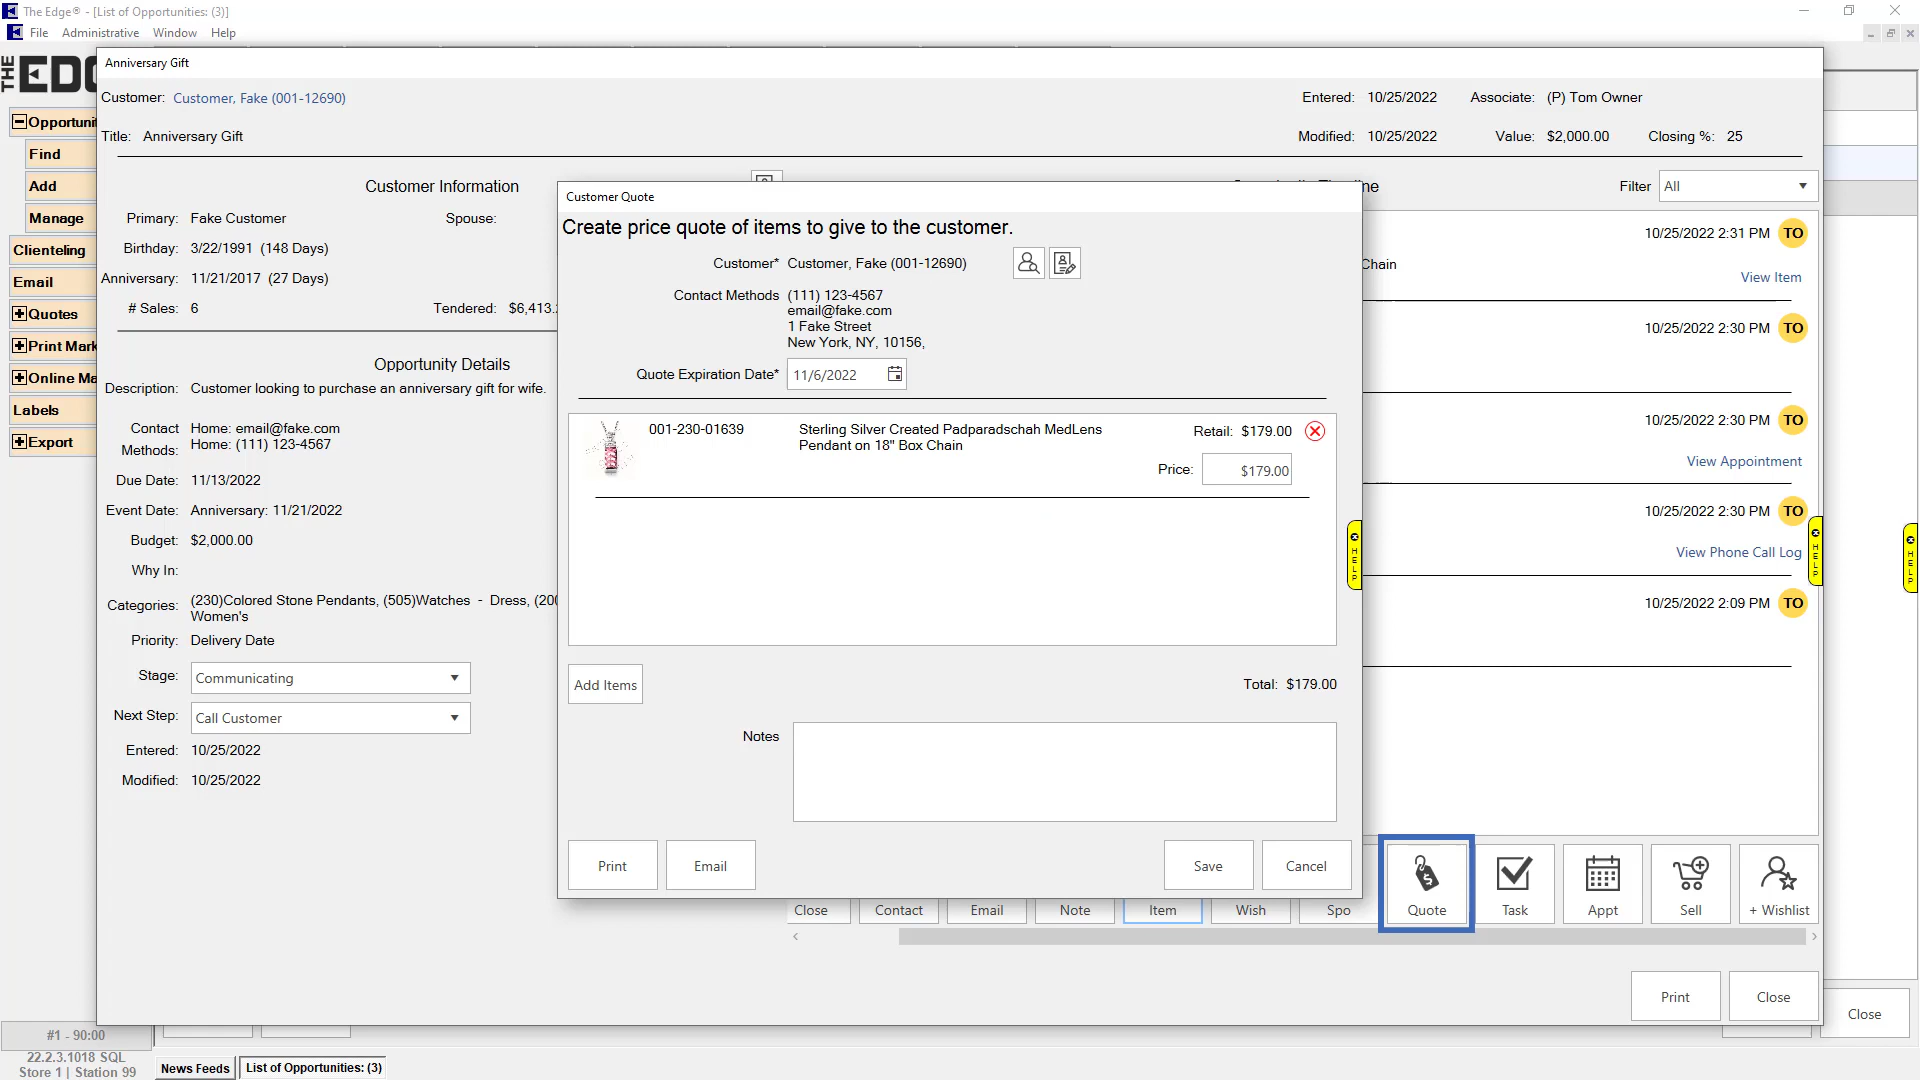 The Edge® - [List of Opportunities: (3)]
File Administrative Window Help
THE EDG
Anniversary Gift
Customer: Customer, Fake (001-12690)
Entered: 10/25/2022 Associate: (P) Tom Owner
Title: Anniversary Gift
Modified: 10/25/2022 Value: $2,000.00 Closing %: 25
Opportunit
Find
Add
Manage
Clienteling
Email
Quotes
Print Mark
Online Ma
Labels
Export
Customer Information
Primary: Fake Customer Spouse:
Birthday: 3/22/1991 (148 Days)
Anniversary: 11/21/2017 (27 Days)
# Sales: 6 Tendered: $6,413.
Opportunity Details
Description: Customer looking to purchase an anniversary gift for wife.
Contact Methods: Home: email@fake.com
Home: (111) 123-4567
Due Date: 11/13/2022
Event Date: Anniversary: 11/21/2022
Budget: $2,000.00
Why In:
Categories: (230)Colored Stone Pendants, (505)Watches - Dress, (200
Women's
Priority: Delivery Date
Stage: Communicating
Next Step: Call Customer
Entered: 10/25/2022
Modified: 10/25/2022
Customer Quote
Create price quote of items to give to the customer.
Customer* Customer, Fake (001-12690)
Contact Methods (111) 123-4567
email@fake.com
1 Fake Street
New York, NY, 10156,
Quote Expiration Date* 11/6/2022
001-230-01639 Sterling Silver Created Padparadschah MedLens
Pendant on 18" Box Chain
Retail: $179.00
Price: $179.00
Add Items
Total: $179.00
Notes
Print Email Save Cancel
HELP
Filter All
10/25/2022 2:31 PM TO
Chain
View Item
10/25/2022 2:30 PM TO
10/25/2022 2:30 PM TO
View Appointment
10/25/2022 2:30 PM TO
View Phone Call Log
HELP
HELP
10/25/2022 2:09 PM TO
Close Contact Email Note Item Wish Spo Quote Task Appt Sell + Wishlist
Print Close
Close
#1 - 90:00
22.2.3.1018 SQL
Store 1 | Station 99
News Feeds List of Opportunities: (3)